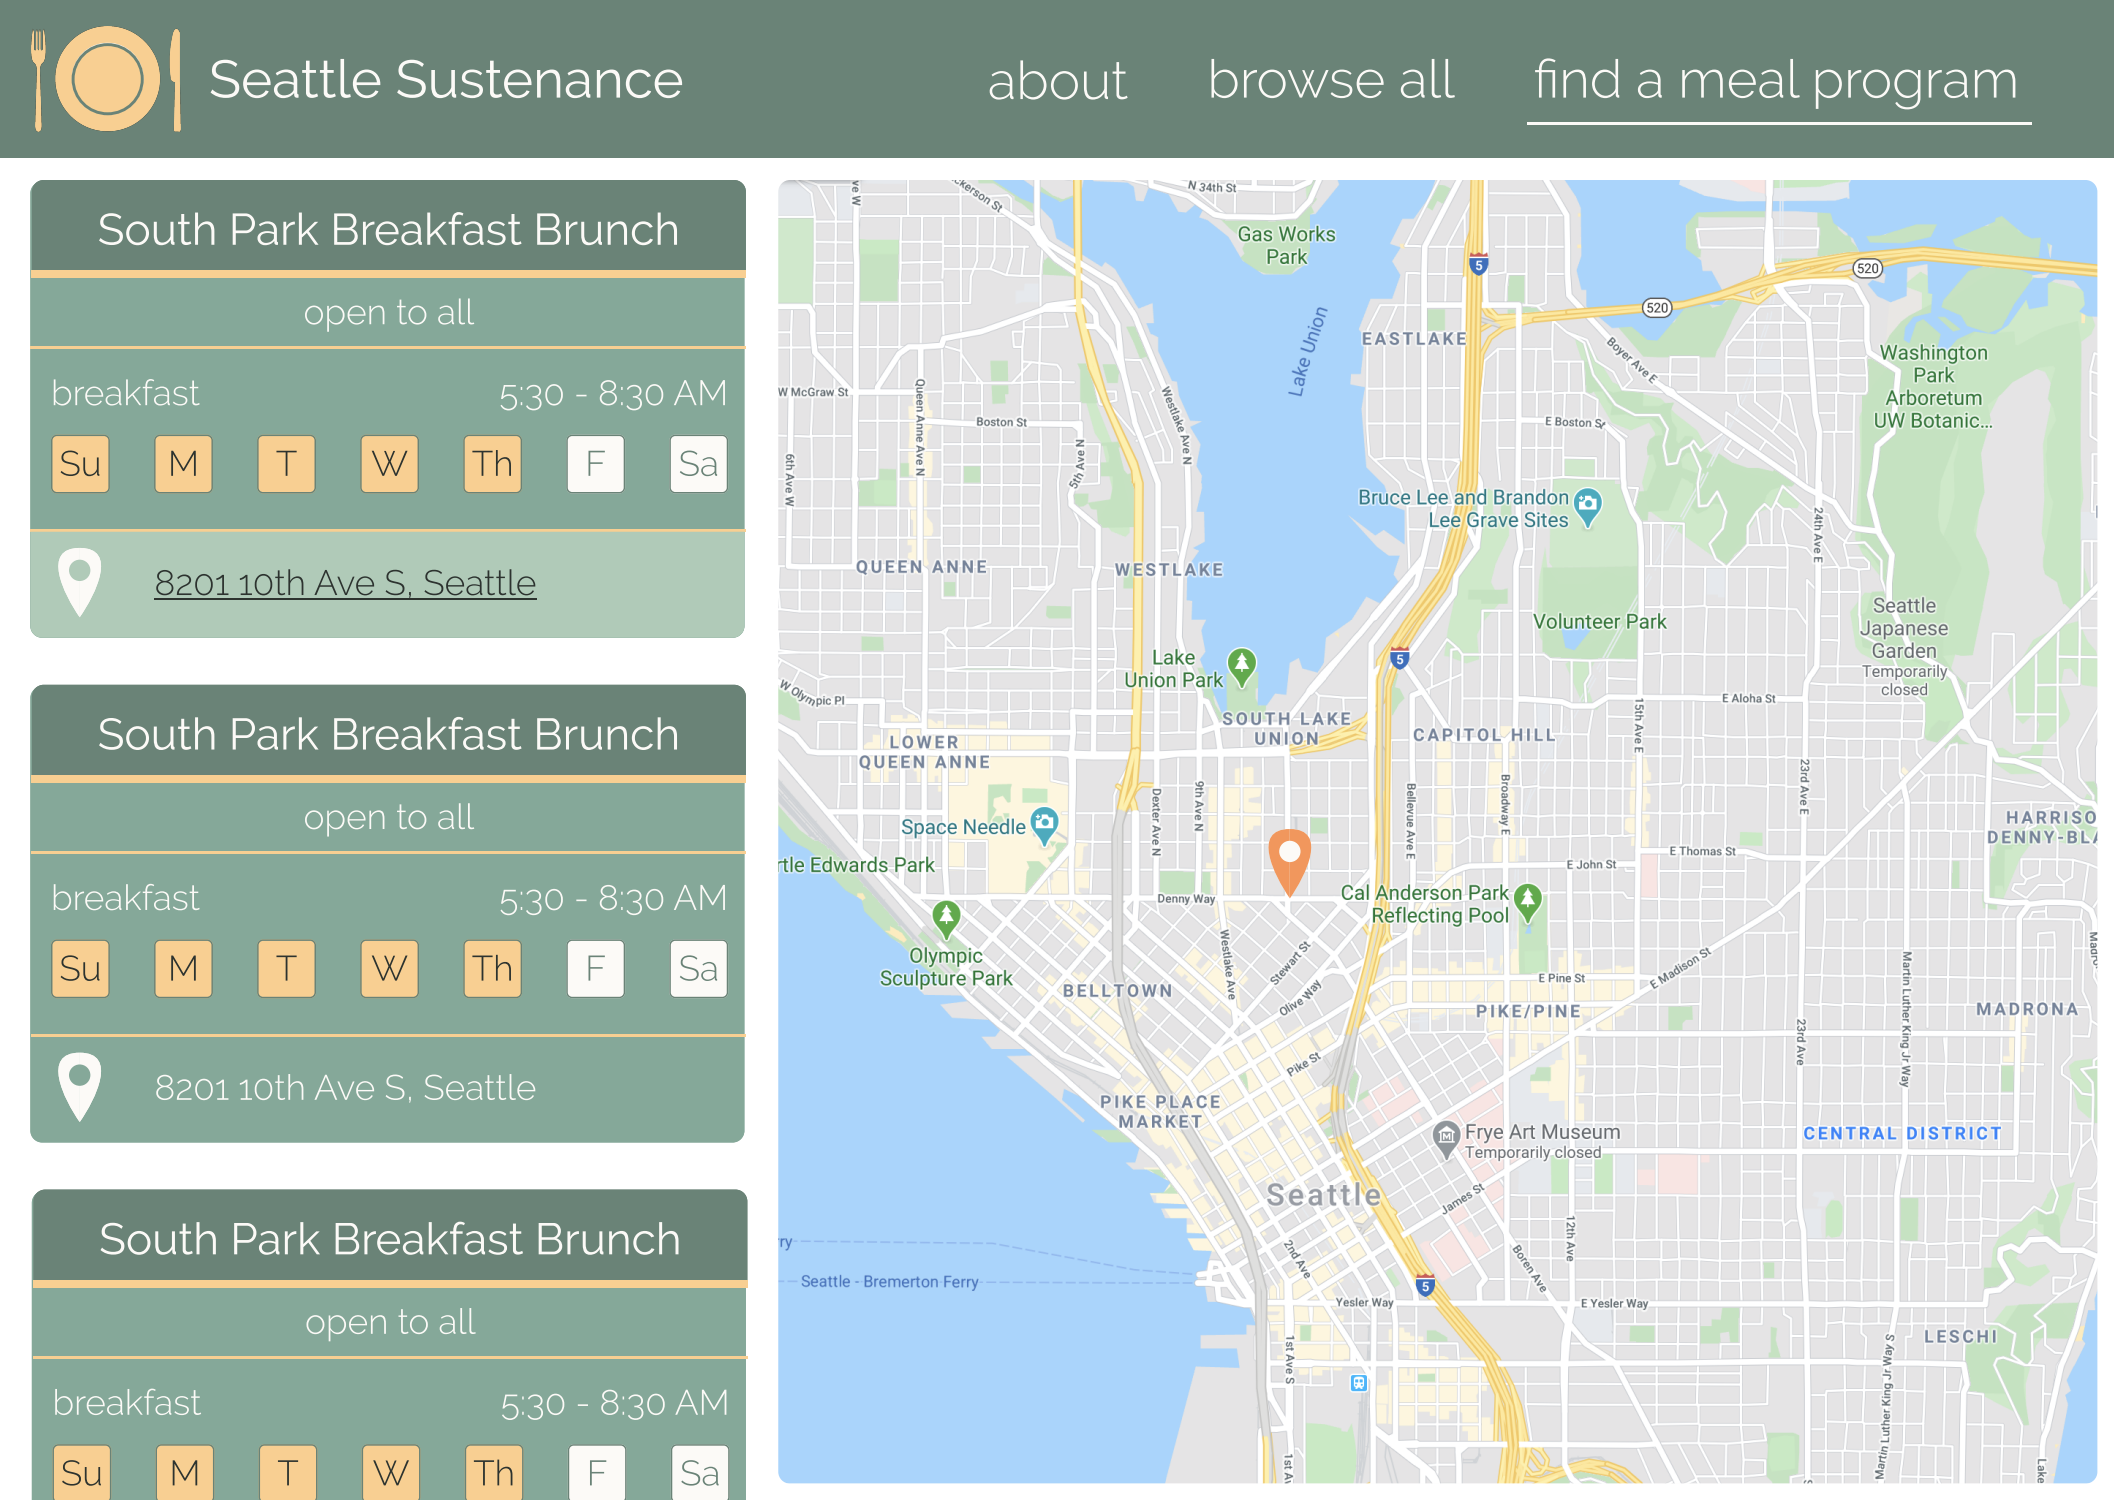 Seattle Sustenance
about
browse all
find a meal program
South Park Breakfast Brunch
open to all
breakfast
5:30 - 8:30 AM
Su M T W Th F Sa
8201 10th Ave S, Seattle
South Park Breakfast Brunch
open to all
breakfast
5:30 - 8:30 AM
Su M T W Th F Sa
8201 10th Ave S, Seattle
South Park Breakfast Brunch
open to all
breakfast
5:30 - 8:30 AM
Su M T W Th F Sa
ckerson St
N 34th St
ve W
Gas Works
Park
5
520
520
Lake Union
EASTLAKE
Boyer Ave E
Washington
Park
Arboretum
UW Botanic...
W McGraw St
Queen Anne Ave N
Boston St
Westlake Ave N
E Boston St
6th Ave W
5th Ave N
Bruce Lee and Brandon
Lee Grave Sites
24th Ave E
QUEEN ANNE
WESTLAKE
Volunteer Park
Seattle
Japanese
Garden
Temporarily
closed
Lake
Union Park
5
W Olympic Pl
15th Ave E
E Aloha St
SOUTH LAKE
UNION
CAPITOL HILL
LOWER
QUEEN ANNE
23rd Ave E
Dexter Ave N
9th Ave N
Bellevue Ave E
Broadway E
HARRISO
DENNY-BLA
Space Needle
rtle Edwards Park
E John St
E Thomas St
Denny Way
Cal Anderson Park
Reflecting Pool
Olympic
Sculpture Park
Westlake Ave
Stewart St
Olive Way
BELLTOWN
E Pine St
E Madison St
Martin Luther King Jr Way
Madro
PIKE/PINE
MADRONA
23rd Ave
Pike St
PIKE PLACE
MARKET
Frye Art Museum
Temporarily closed
CENTRAL DISTRICT
Seattle
James St
12th Ave
Boren Ave
2nd Ave
ry
Seattle - Bremerton Ferry
5
Yesler Way
E Yesler Way
1st Ave S
LESCHI
Martin Luther King Jr Way S
1st A
S
Lake